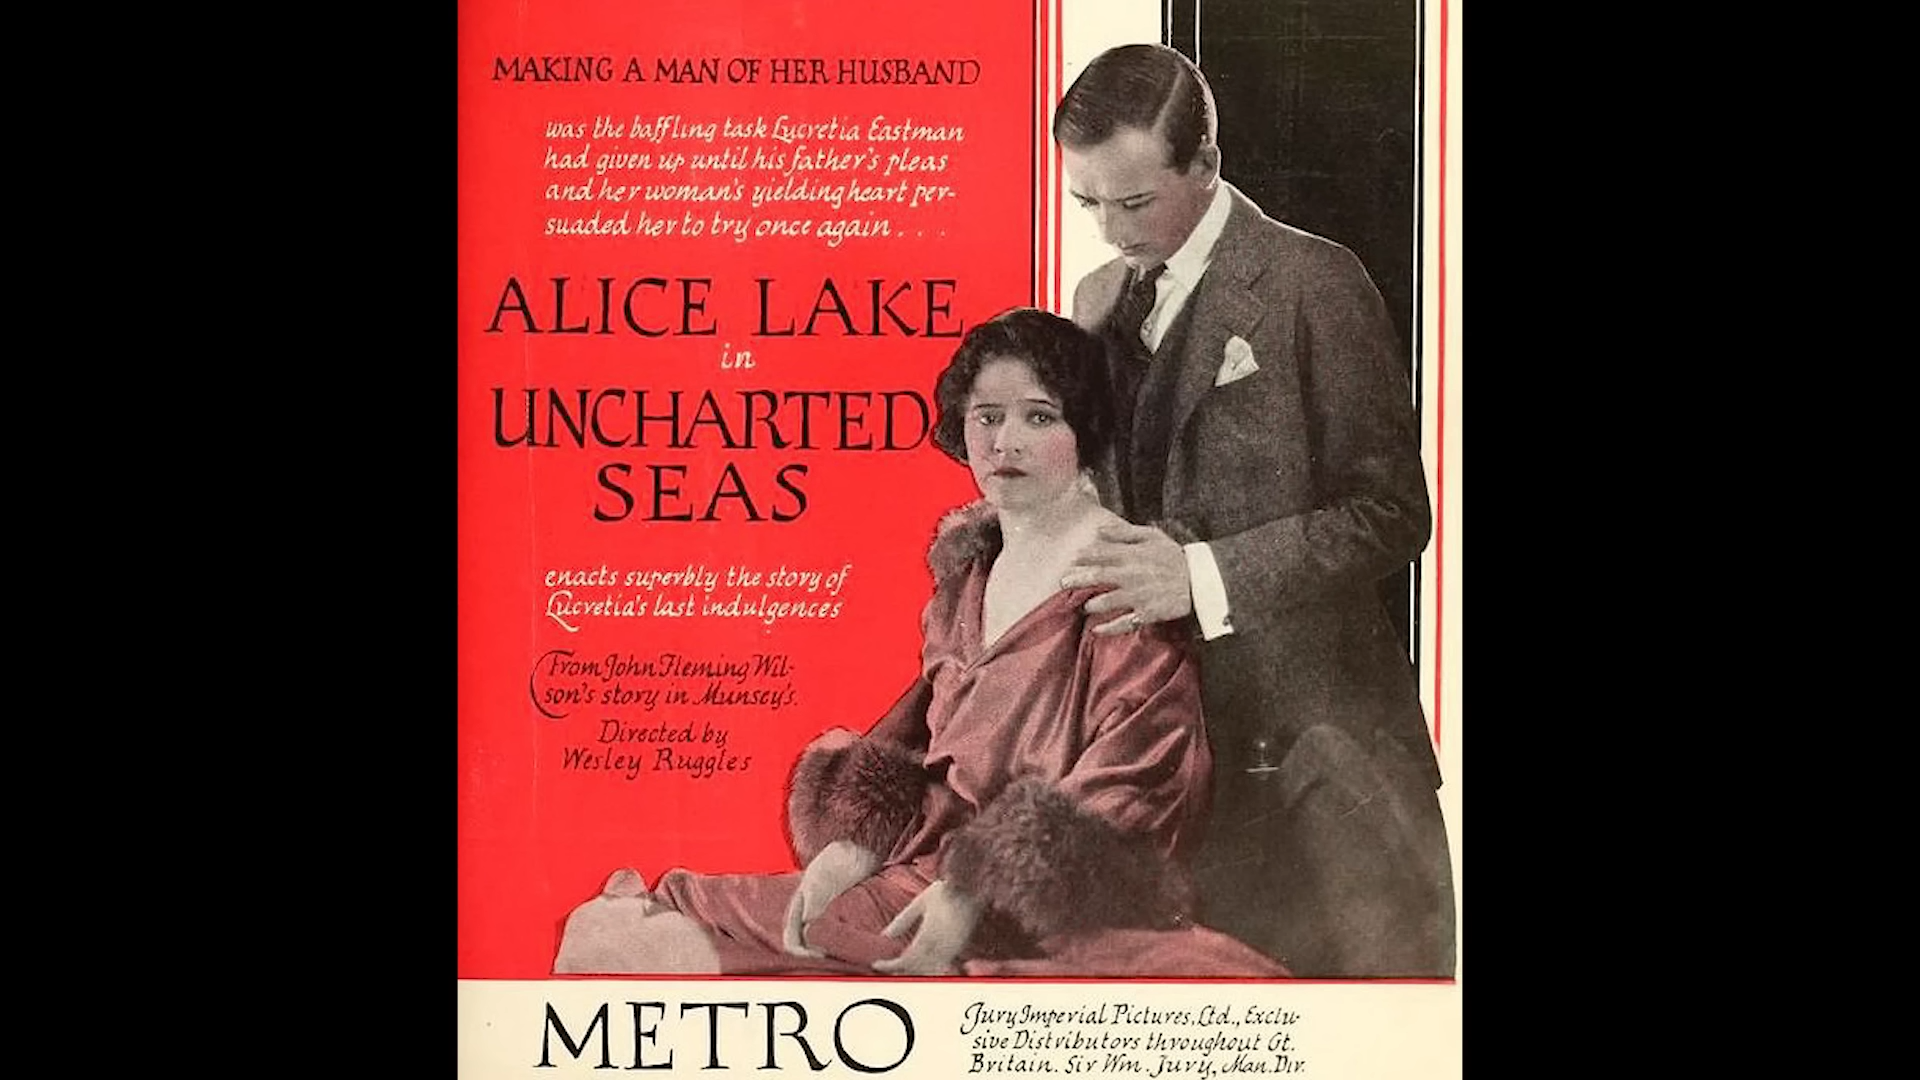 MAKING A MAN OF HER HUSBAND
was the baffling task Lucretia Eastman
had given up until his father's pleas
and her woman's yielding heart per-
suaded her to try once again . . .
ALICE LAKE
in
UNCHARTED
SEAS
enacts superbly the story of
Lucretia's last indulgences
(From John Fleming Wil-
son's story in Munsey's.
Directed by
Wesley Ruggles
METRO
Jury Imperial Pictures, Ltd., Exclu-
sive Distributors throughout Gt.
Britain. Sir Wm. Jury, Man. Dir.